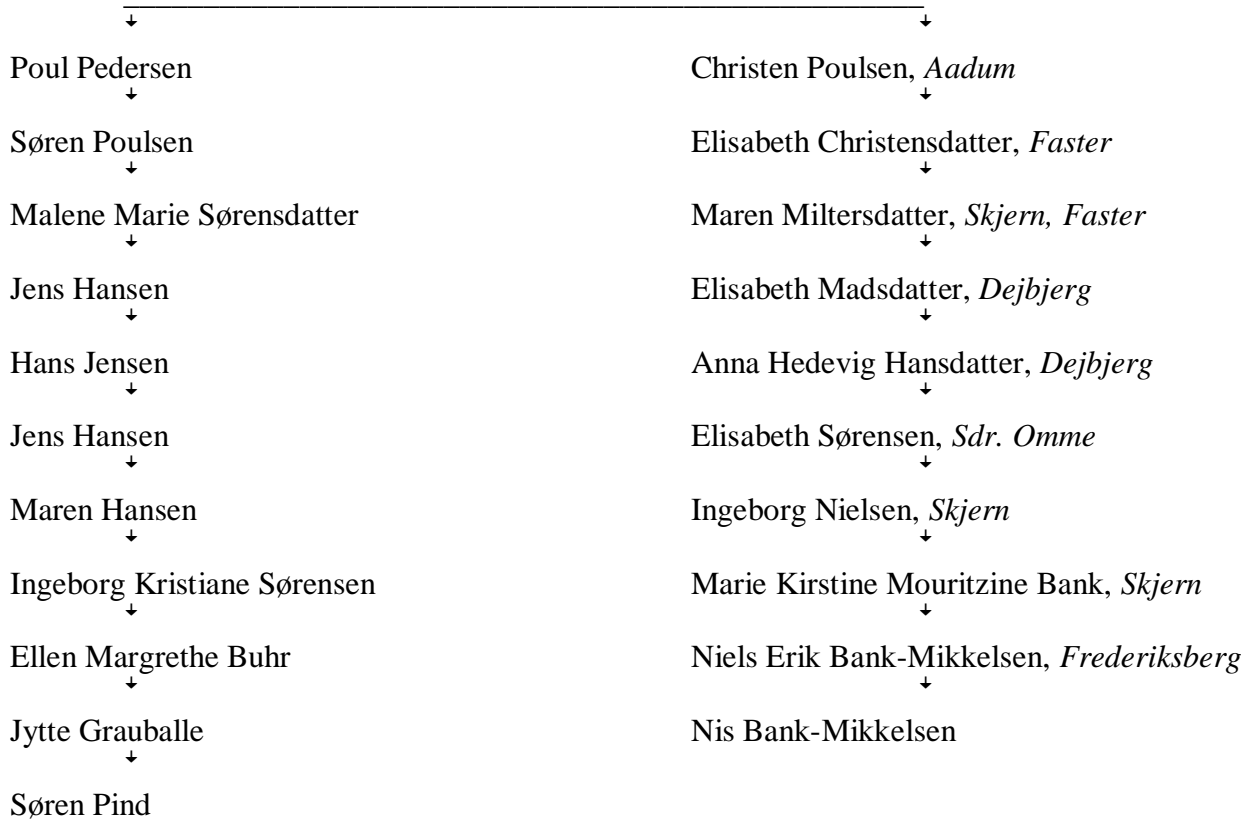 Poul Pedersen Christen Poulsen, Aadum
Søren Poulsen Elisabeth Christensdatter, Faster
Malene Marie Sørensdatter Maren Miltersdatter, Skjern, Faster
Jens Hansen Elisabeth Madsdatter, Dejbjerg
Hans Jensen Anna Hedevig Hansdatter, Dejbjerg
Jens Hansen Elisabeth Sørensen, Sdr. Omme
Maren Hansen Ingeborg Nielsen, Skjern
Ingeborg Kristiane Sørensen Marie Kirstine Mouritzine Bank, Skjern
Ellen Margrethe Buhr Niels Erik Bank-Mikkelsen, Frederiksberg
Jytte Grauballe Nis Bank-Mikkelsen
Søren Pind